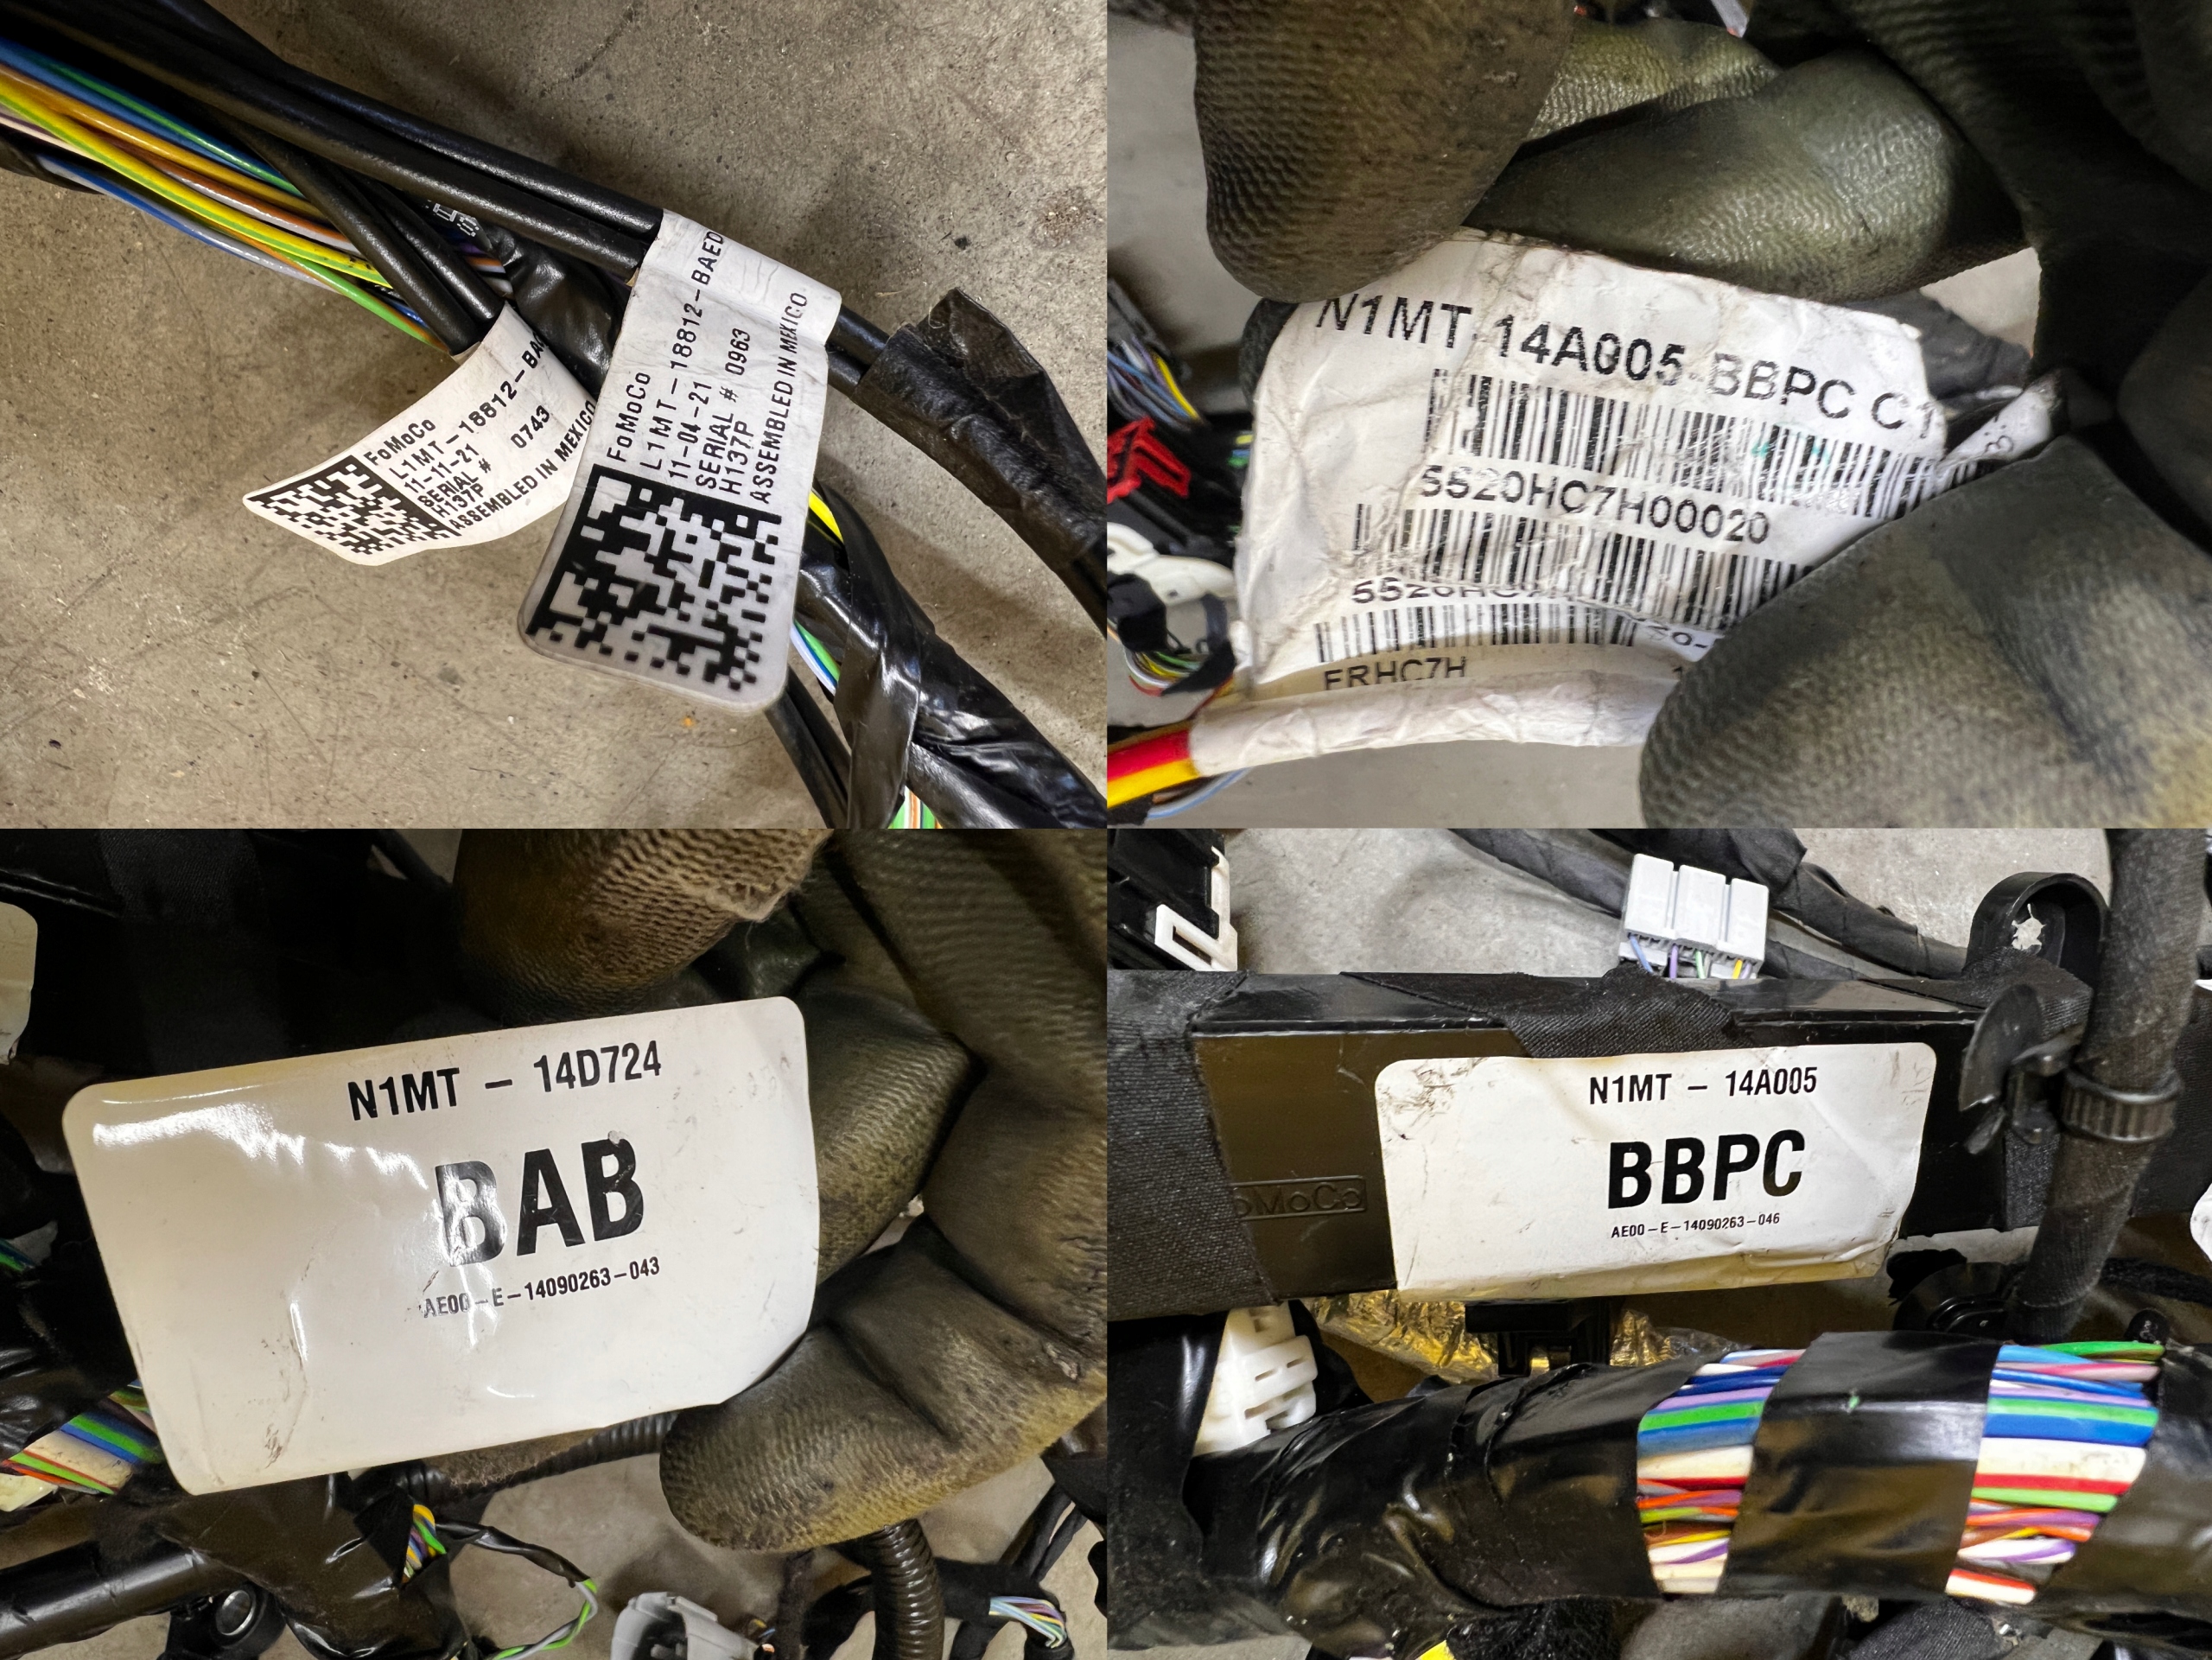 FoMoCo
L1MT-18812-BA
11-11-21
SERIAL # 0743
H137P
ASSEMBLED IN MEXICO
FoMoCo
L1MT-18812-BAED
11-04-21
SERIAL # 0963
H137P
ASSEMBLED IN MEXICO
N1MT-14A005-BBPC C1
5520HC7H00020
FRHC7H
N1MT - 14D724
BAB
AE00-E-14090263-043
N1MT - 14A005
BBPC
AE00-E-14090263-046
oMoCo